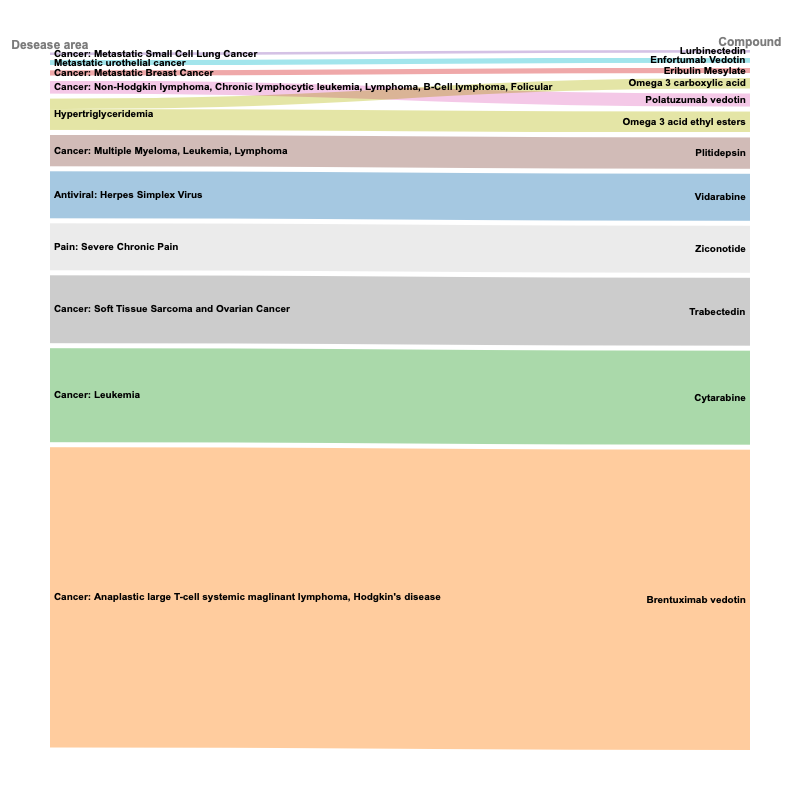 Desease area
Compound
Cancer: Metastatic Small Cell Lung Cancer
Lurbinectedin
Metastatic urothelial cancer
Enfortumab Vedotin
Cancer: Metastatic Breast Cancer
Eribulin Mesylate
Cancer: Non-Hodgkin lymphoma, Chronic lymphocytic leukemia, Lymphoma, B-Cell lymphoma, Folicular
Omega 3 carboxylic acid
Polatuzumab vedotin
Hypertriglyceridemia
Omega 3 acid ethyl esters
Cancer: Multiple Myeloma, Leukemia, Lymphoma
Plitidepsin
Antiviral: Herpes Simplex Virus
Vidarabine
Pain: Severe Chronic Pain
Ziconotide
Cancer: Soft Tissue Sarcoma and Ovarian Cancer
Trabectedin
Cancer: Leukemia
Cytarabine
Cancer: Anaplastic large T-cell systemic maglinant lymphoma, Hodgkin's disease
Brentuximab vedotin